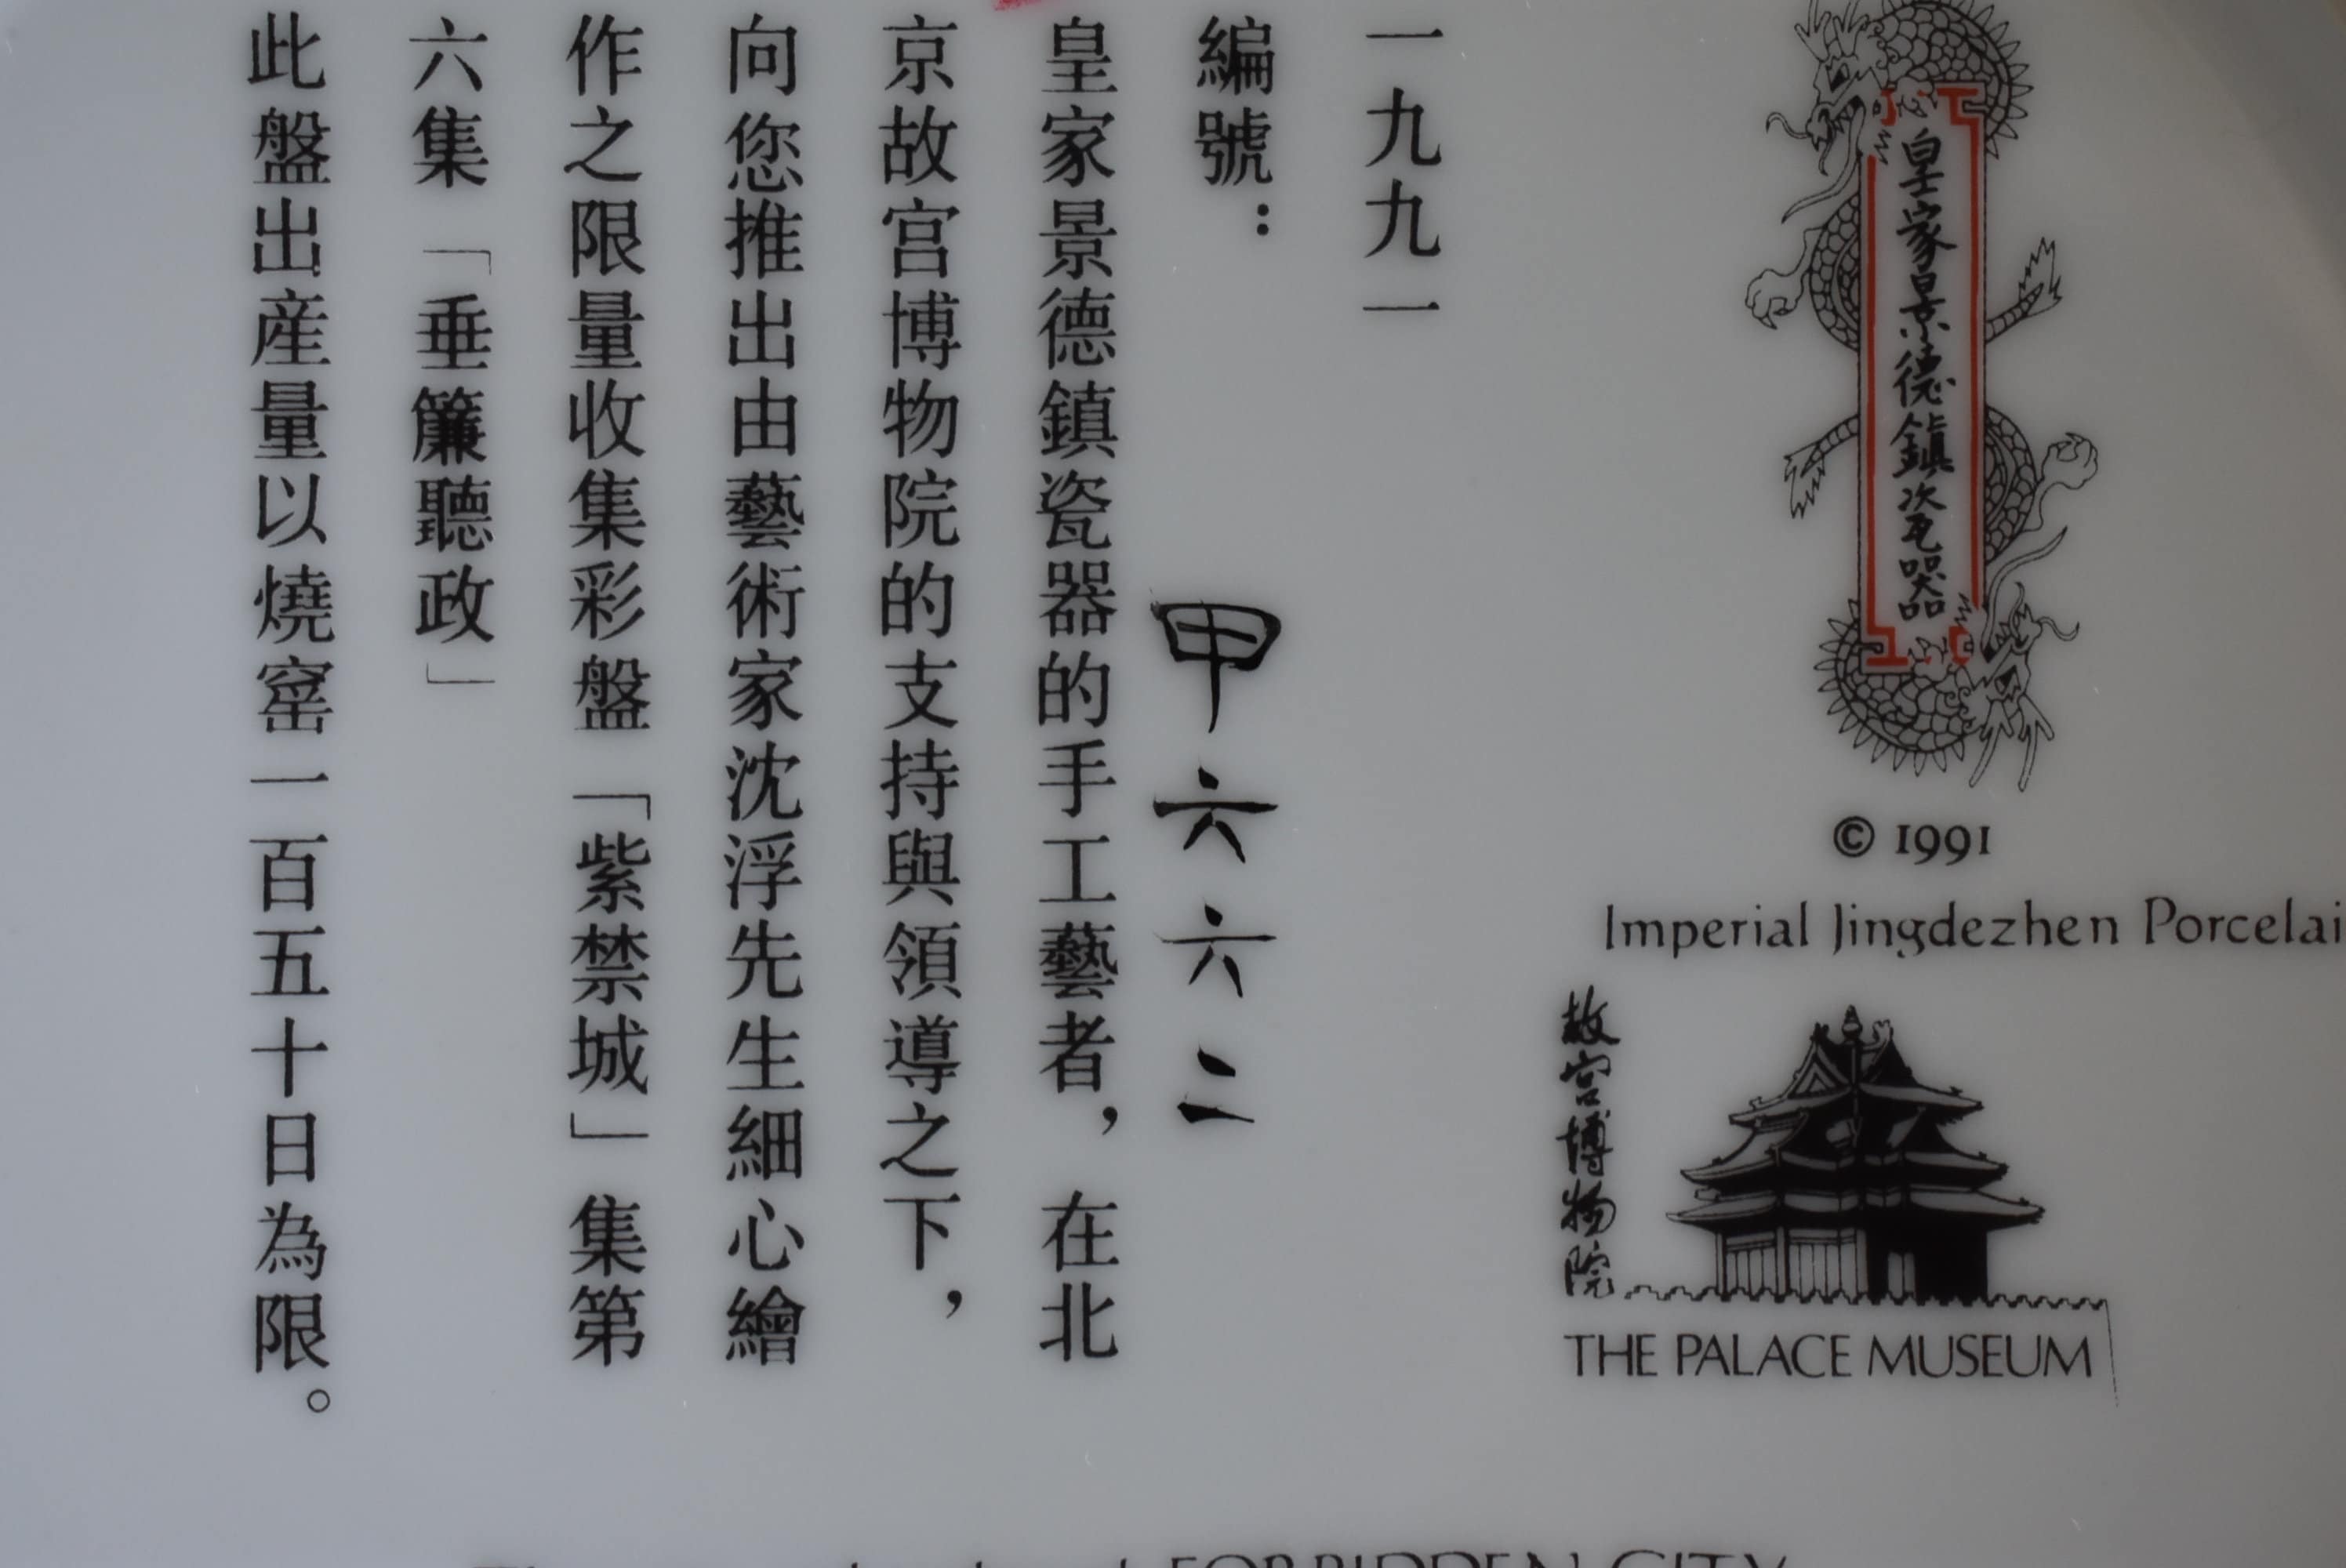 皇家景德鎮瓷器
© 1991
Imperial Jingdezhen Porcelai
故宫博物院
THE PALACE MUSEUM
一九九一
編號：甲六六二
皇家景德鎮瓷器的手工藝者，在北
京故宫博物院的支持與領導之下，
向您推出由藝術家沈浮先生細心繪
作之限量收集彩盤「紫禁城」集第
六集「垂簾聽政」
此盤出産量以燒窑一百五十日為限。
FORBIDDEN CITY